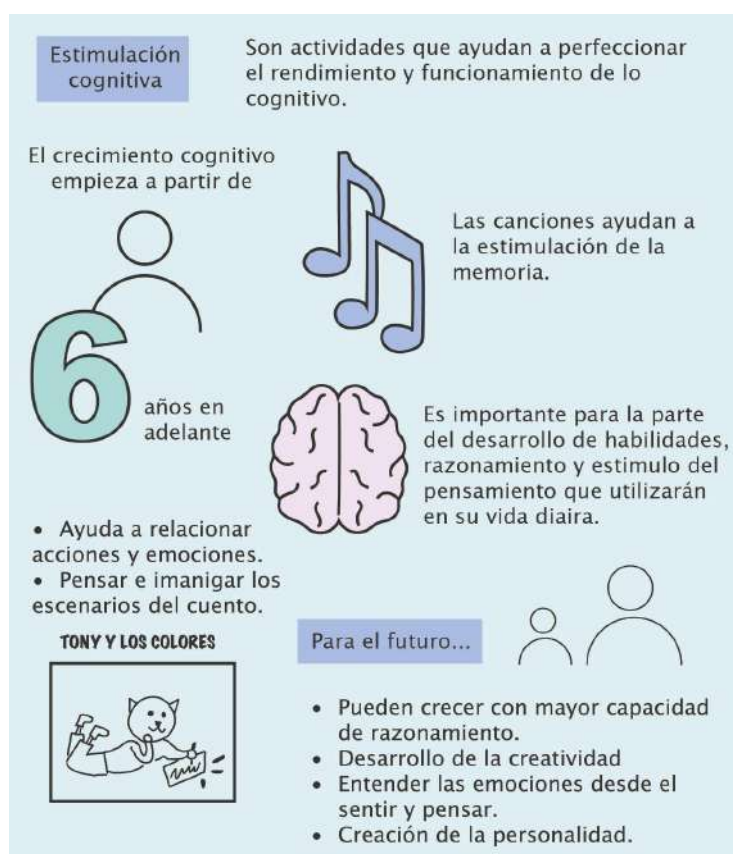 Estimulación
cognitiva
Son actividades que ayudan a perfeccionar
el rendimiento y funcionamiento de lo
cognitivo.
El crecimiento cognitivo
empieza a partir de
6
años en
adelante
Las canciones ayudan a
la estimulación de la
memoria.
Es importante para la parte
del desarrollo de habilidades,
razonamiento y estimulo del
pensamiento que utilizarán
en su vida diaira.
• Ayuda a relacionar
acciones y emociones.
• Pensar e imanigar los
escenarios del cuento.
TONY Y LOS COLORES
Para el futuro...
• Pueden crecer con mayor capacidad
de razonamiento.
• Desarrollo de la creatividad
• Entender las emociones desde el
sentir y pensar.
• Creación de la personalidad.